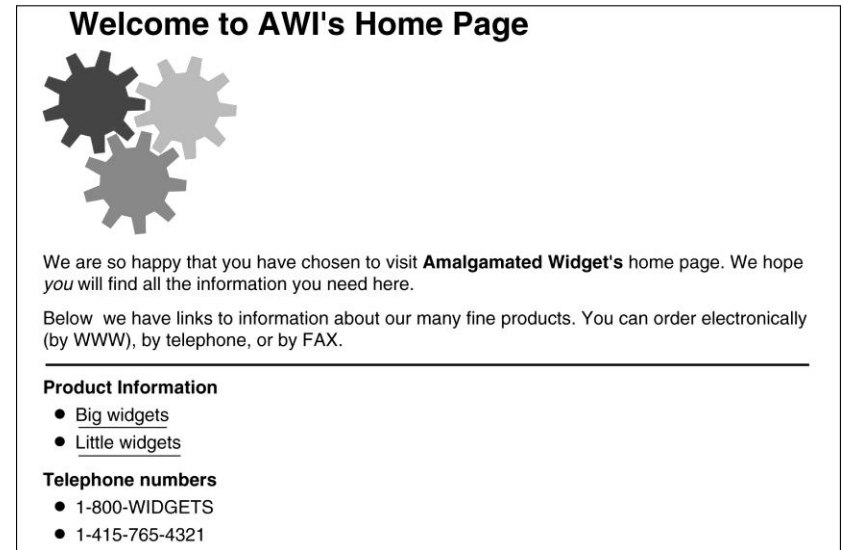 Welcome to AWI's Home Page
We are so happy that you have chosen to visit Amalgamated Widget's home page. We hope
you will find all the information you need here.
Below we have links to information about our many fine products. You can order electronically
(by WWW), by telephone, or by FAX.
Product Information
● Big widgets
● Little widgets
Telephone numbers
● 1-800-WIDGETS
● 1-415-765-4321